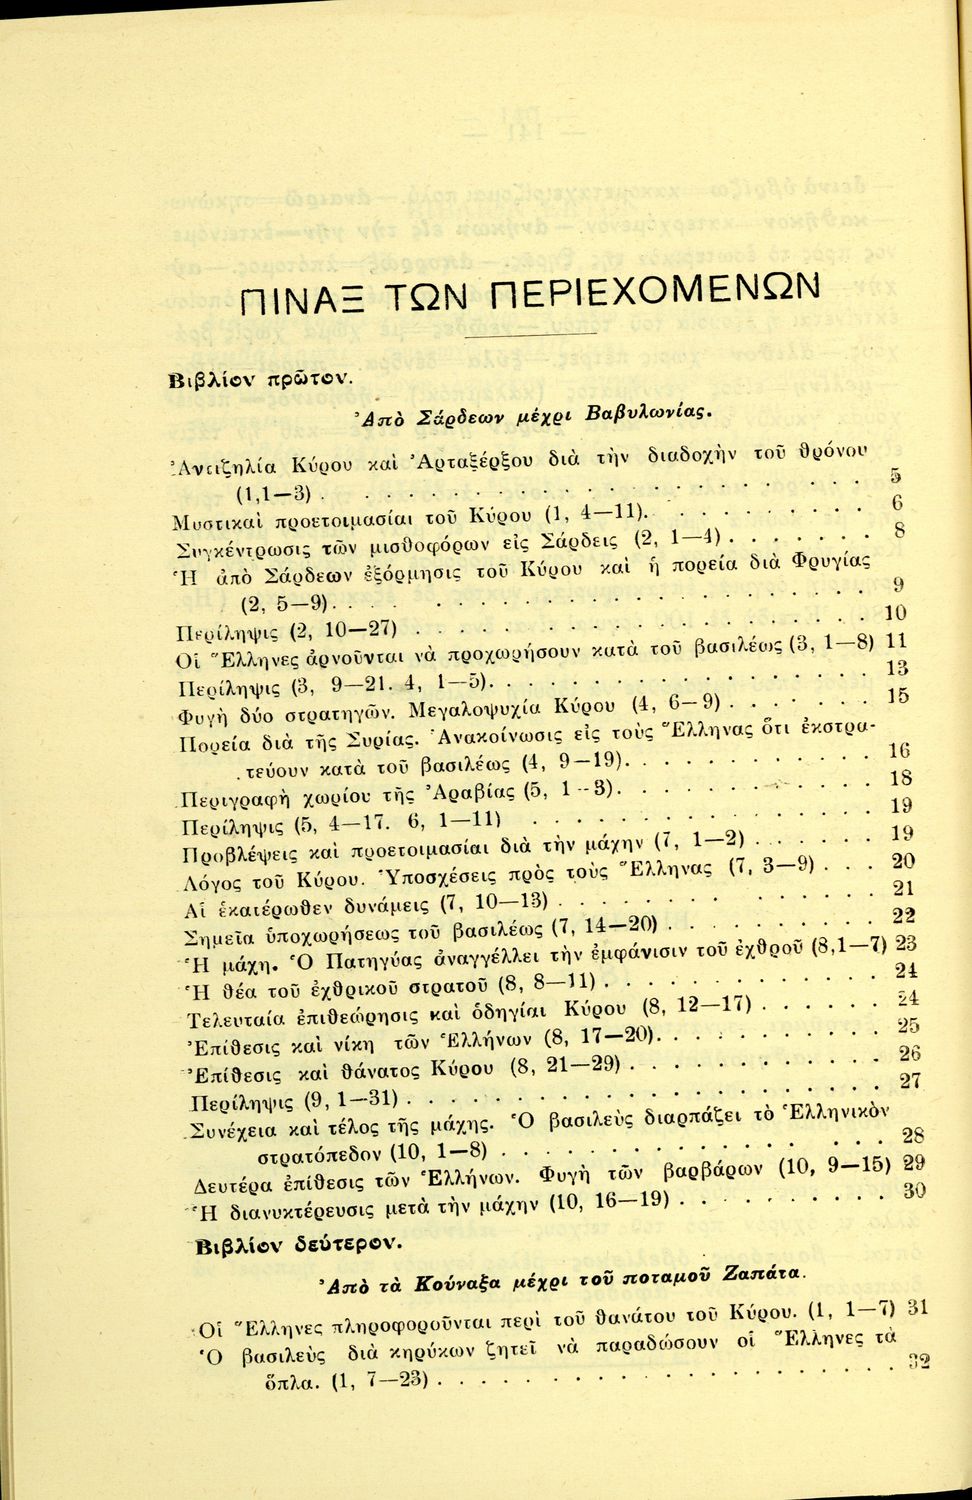 ΠΙΝΑΞ ΤΩΝ ΠΕΡΙΕΧΟΜΕΝΩΝ
Βιβλίον πρῶτον.
Ἀπὸ Σάρδεων μέχρι Βαβυλωνίας.
Ἀντιζηλία Κύρου καὶ Ἀρταξέρξου διὰ τὴν διαδοχὴν τοῦ θρόνου
(1,1—3) . . . . . . . . . . . . . . . . . . 5
Μυστικαὶ προετοιμασίαι τοῦ Κύρου (1, 4—11). . . . . . . . . 6
Συγκέντρωσις τῶν μισθοφόρων εἰς Σάρδεις (2, 1—4) . . . . . . . 8
Ἡ ἀπὸ Σάρδεων ἐξόρμησις τοῦ Κύρου καὶ ἡ πορεία διὰ Φρυγίας
(2, 5—9). . . . . . . . . . . . . . . . . . 9
Περίληψις (2, 10—27) . . . . . . . . . . . . . . . . 10
Οἱ Ἕλληνες ἀρνοῦνται νὰ προχωρήσουν κατὰ τοῦ βασιλέως (3, 1—8) 11
Περίληψις (3, 9—21. 4, 1—5). . . . . . . . . . . . . . 13
Φυγὴ δύο στρατηγῶν. Μεγαλοψυχία Κύρου (4, 6—9) . . . . . . . 15
Πορεία διὰ τῆς Συρίας. Ἀνακοίνωσις εἰς τοὺς Ἕλληνας ὅτι ἐκστρα-
τεύουν κατὰ τοῦ βασιλέως (4, 9—19). . . . . . . . . . . 16
Περιγραφὴ χωρίου τῆς Ἀραβίας (5, 1—3). . . . . . . . . . . 18
Περίληψις (5, 4—17. 6, 1—11) . . . . . . . . . . . . . 19
Προβλέψεις καὶ προετοιμασίαι διὰ τὴν μάχην (7, 1—2) . . . . . . 19
Λόγος τοῦ Κύρου. Ὑποσχέσεις πρὸς τοὺς Ἕλληνας (7, 3—9) . . . 20
Αἱ ἑκατέρωθεν δυνάμεις (7, 10—13) . . . . . . . . . . . . 21
Σημεῖα ὑποχωρήσεως τοῦ βασιλέως (7, 14—20) . . . . . . . . . 22
Ἡ μάχη. Ὁ Πατηγύας ἀναγγέλλει τὴν ἐμφάνισιν τοῦ ἐχθροῦ (8,1—7) 23
Ἡ θέα τοῦ ἐχθρικοῦ στρατοῦ (8, 8—11) . . . . . . . . . . . 24
Τελευταία ἐπιθεώρησις καὶ ὁδηγίαι Κύρου (8, 12—17) . . . . . . 24
Ἐπίθεσις καὶ νίκη τῶν Ἑλλήνων (8, 17—20). . . . . . . . . . 25
Ἐπίθεσις καὶ θάνατος Κύρου (8, 21—29) . . . . . . . . . . . 26
Περίληψις (9, 1—31) . . . . . . . . . . . . . . . . . 27
Συνέχεια καὶ τέλος τῆς μάχης. Ὁ βασιλεὺς διαρπάζει τὸ Ἑλληνικὸν
στρατόπεδον (10, 1—8) . . . . . . . . . . . . . . . 28
Δευτέρα ἐπίθεσις τῶν Ἑλλήνων. Φυγὴ τῶν βαρβάρων (10, 9—15) 29
Ἡ διανυκτέρευσις μετὰ τὴν μάχην (10, 16—19) . . . . . . . . . 30
Βιβλίον δεύτερον.
Ἀπὸ τὰ Κούναξα μέχρι τοῦ ποταμοῦ Ζαπάτα.
Οἱ Ἕλληνες πληροφοροῦνται περὶ τοῦ θανάτου τοῦ Κύρου. (1, 1—7) 31
Ὁ βασιλεὺς διὰ κηρύκων ζητεῖ νὰ παραδώσουν οἱ Ἕλληνες τὰ
ὅπλα. (1, 7—23) . . . . . . . . . . . . . . . . . 32